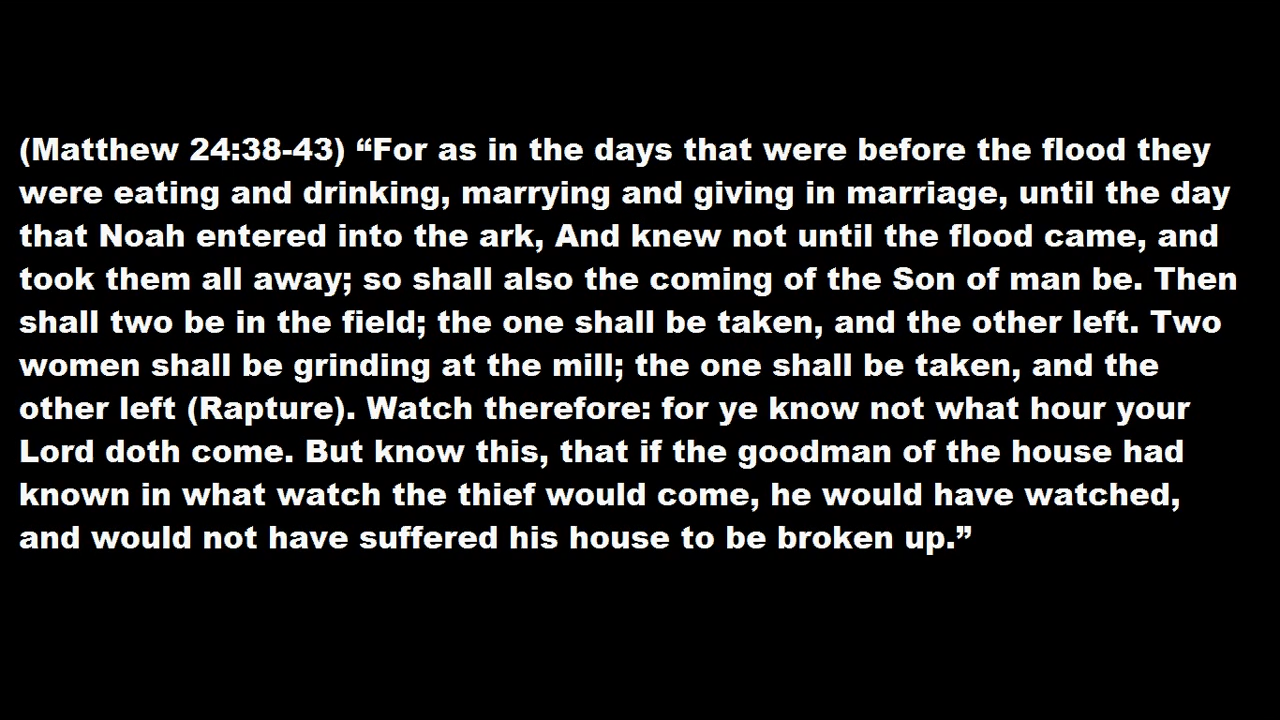 (Matthew 24:38-43) “For as in the days that were before the flood they
were eating and drinking, marrying and giving in marriage, until the day
that Noah entered into the ark, And knew not until the flood came, and
took them all away; so shall also the coming of the Son of man be. Then
shall two be in the field; the one shall be taken, and the other left. Two
women shall be grinding at the mill; the one shall be taken, and the
other left (Rapture). Watch therefore: for ye know not what hour your
Lord doth come. But know this, that if the goodman of the house had
known in what watch the thief would come, he would have watched,
and would not have suffered his house to be broken up.”